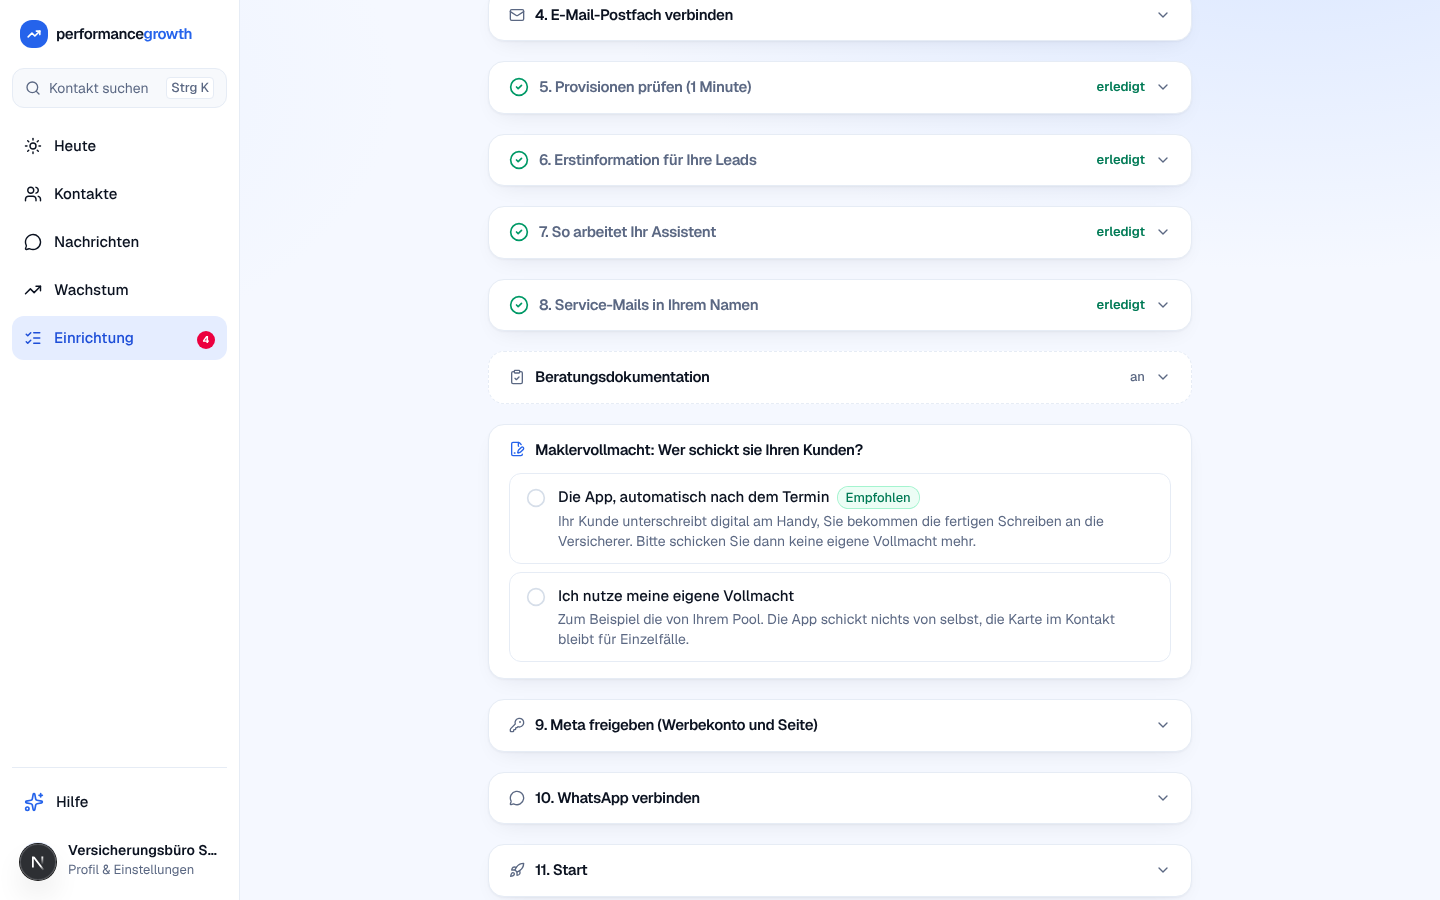 performancegrowth
Kontakt suchen Strg K
Heute
Kontakte
Nachrichten
Wachstum
Einrichtung 4
Hilfe
N
Versicherungsbüro S...
Profil & Einstellungen
4. E-Mail-Postfach verbinden
5. Provisionen prüfen (1 Minute) erledigt
6. Erstinformation für Ihre Leads erledigt
7. So arbeitet Ihr Assistent erledigt
8. Service-Mails in Ihrem Namen erledigt
Beratungsdokumentation an
Maklervollmacht: Wer schickt sie Ihren Kunden?
Die App, automatisch nach dem Termin Empfohlen
Ihr Kunde unterschreibt digital am Handy, Sie bekommen die fertigen Schreiben an die
Versicherer. Bitte schicken Sie dann keine eigene Vollmacht mehr.
Ich nutze meine eigene Vollmacht
Zum Beispiel die von Ihrem Pool. Die App schickt nichts von selbst, die Karte im Kontakt
bleibt für Einzelfälle.
9. Meta freigeben (Werbekonto und Seite)
10. WhatsApp verbinden
11. Start